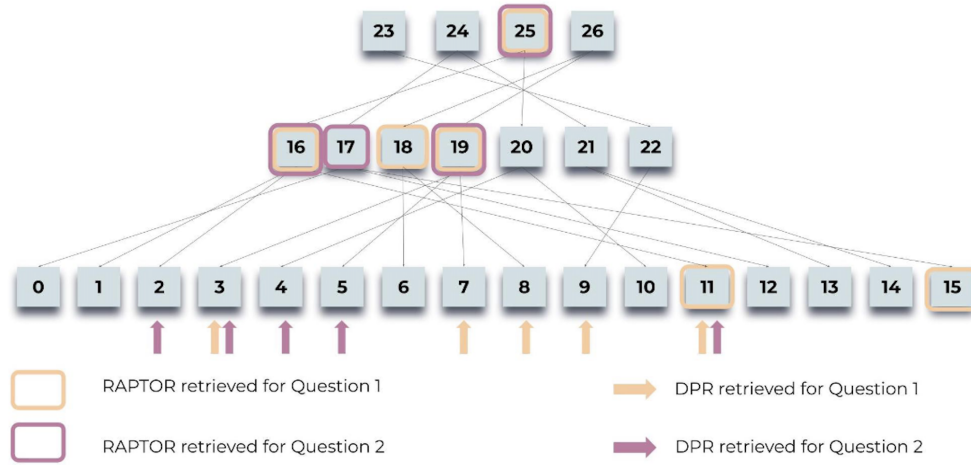 23 24 25 26
16 17 18 19 20 21 22
0 1 2 3 4 5 6 7 8 9 10 11 12 13 14 15
RAPTOR retrieved for Question 1 DPR retrieved for Question 1
RAPTOR retrieved for Question 2 DPR retrieved for Question 2